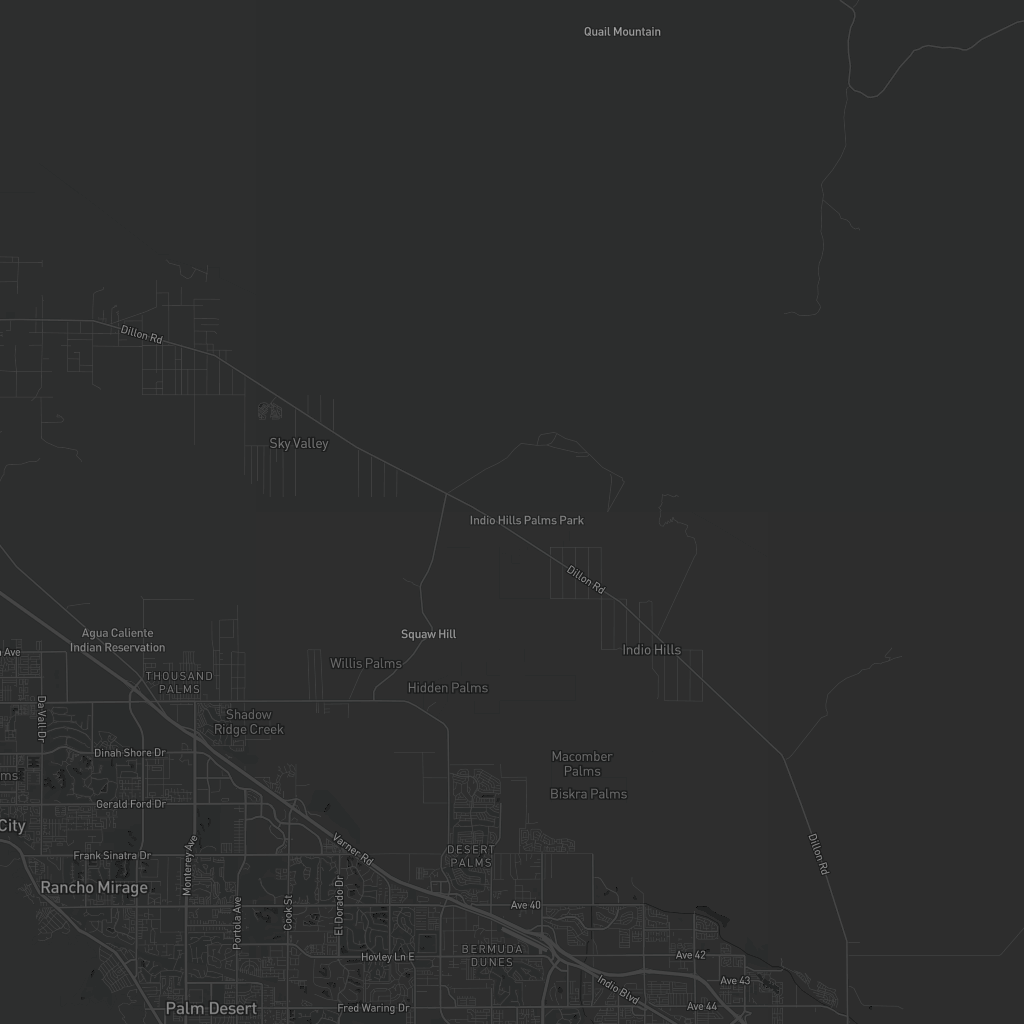 Quail Mountain
Dillon Rd
Sky Valley
Indio Hills Palms Park
Dillon Rd
Agua Caliente
Indian Reservation
Squaw Hill
Indio Hills
Ave
Willis Palms
THOUSAND
PALMS
Hidden Palms
Da Vall Dr
Shadow
Ridge Creek
Dinah Shore Dr
Macomber
Palms
Biskra Palms
Gerald Ford Dr
City
Varner Rd
Dillon Rd
Frank Sinatra Dr
Monterey Ave
DESERT
PALMS
Rancho Mirage
Portola Ave
Cook St
El Dorado Dr
Ave 40
Hovley Ln E
BERMUDA
DUNES
Ave 42
Ave 43
Indio Blvd
Palm Desert
Fred Waring Dr
Ave 44